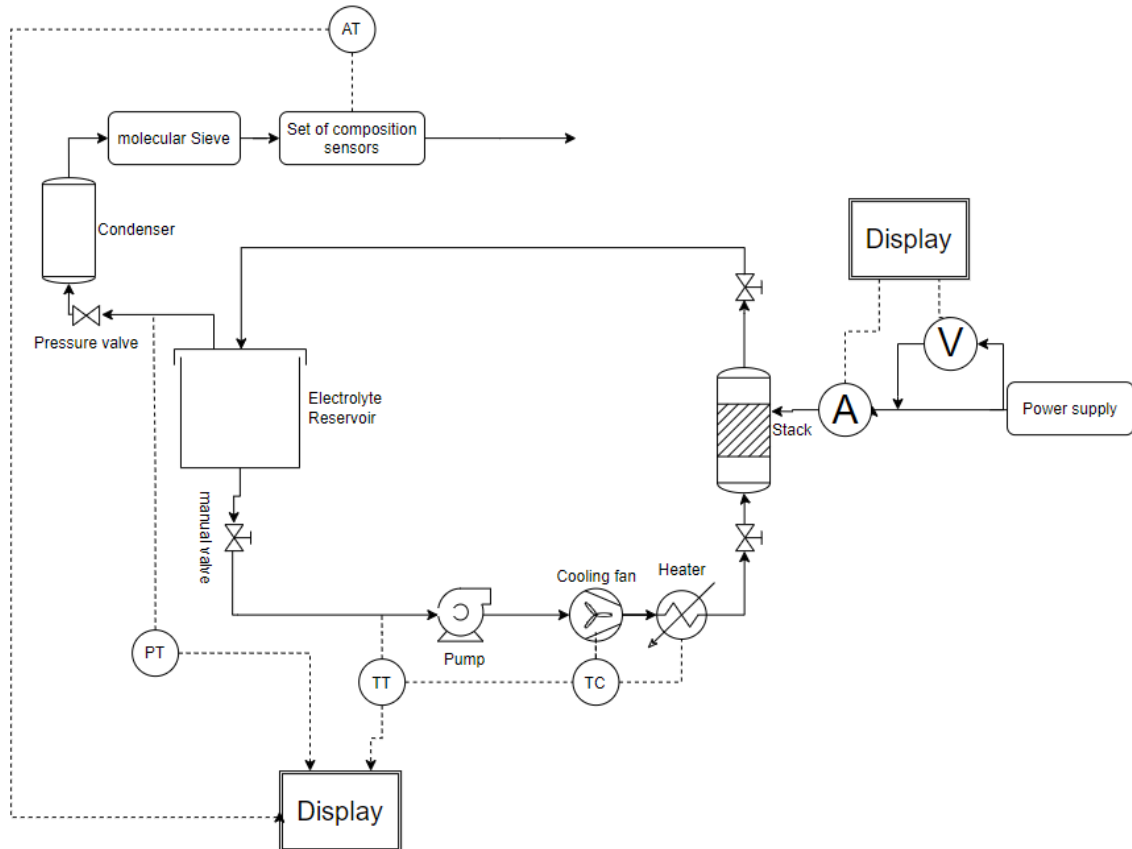 AT
molecular Sieve
Set of composition
sensors
Condenser
Display
Pressure valve
V
Electrolyte
Reservoir
A
Power supply
Stack
manual valve
Cooling fan
Heater
PT
Pump
TT
TC
Display